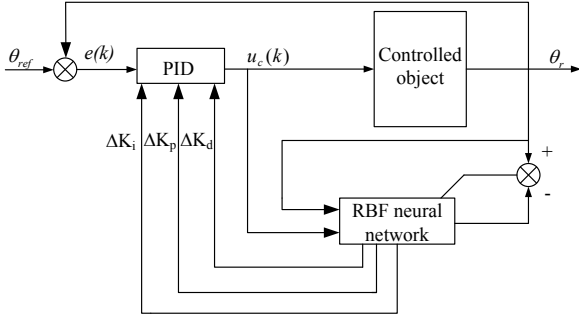 θref
e(k)
PID
uc(k)
Controlled
object
θr
ΔKi
ΔKp
ΔKd
+
-
RBF neural
network